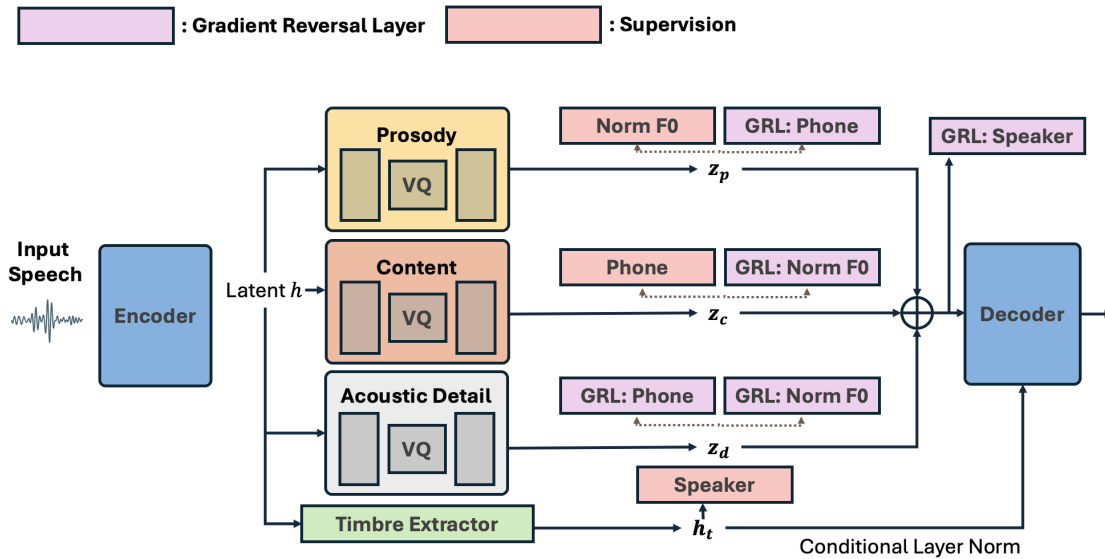 : Gradient Reversal Layer
: Supervision
Prosody
VQ
Norm F0
GRL: Phone
GRL: Speaker
z_p
Input
Speech
Encoder
Latent h
Content
VQ
Phone
GRL: Norm F0
z_c
Decoder
Acoustic Detail
VQ
GRL: Phone
GRL: Norm F0
z_d
Speaker
Timbre Extractor
h_t
Conditional Layer Norm